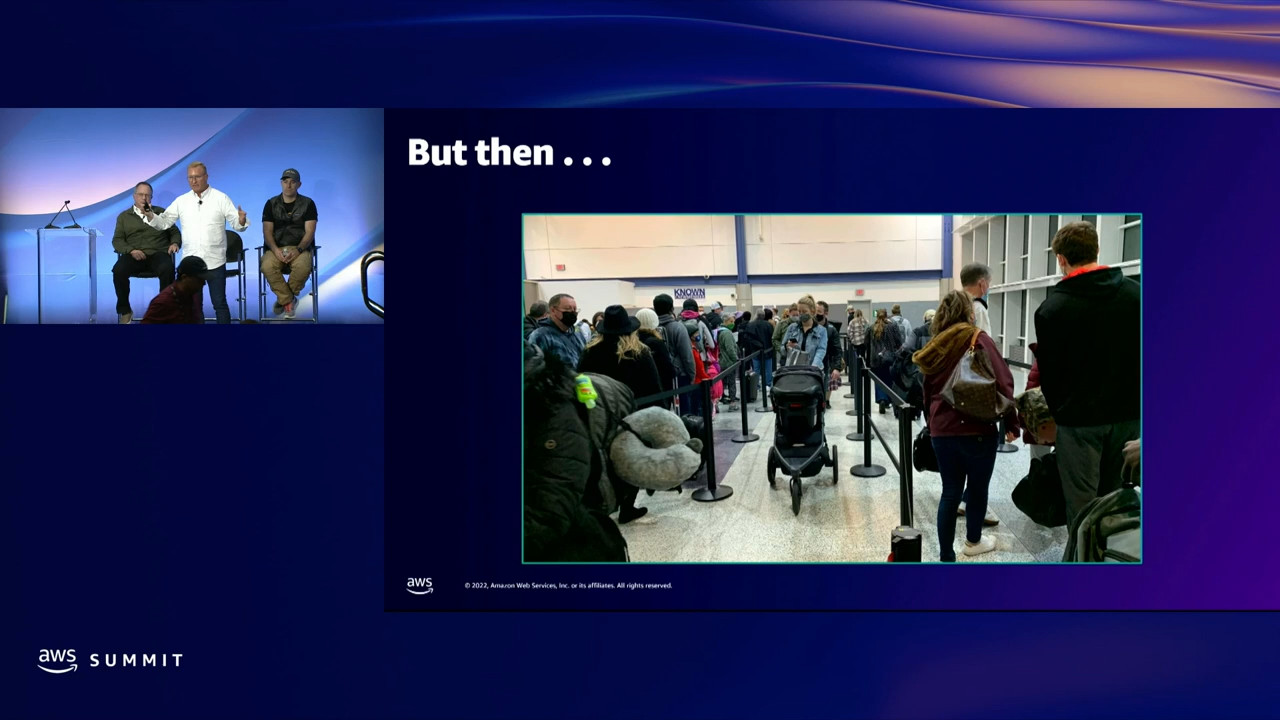 But then . . .
KNOWN
aws
© 2022, Amazon Web Services, Inc. or its affiliates. All rights reserved.
aws SUMMIT